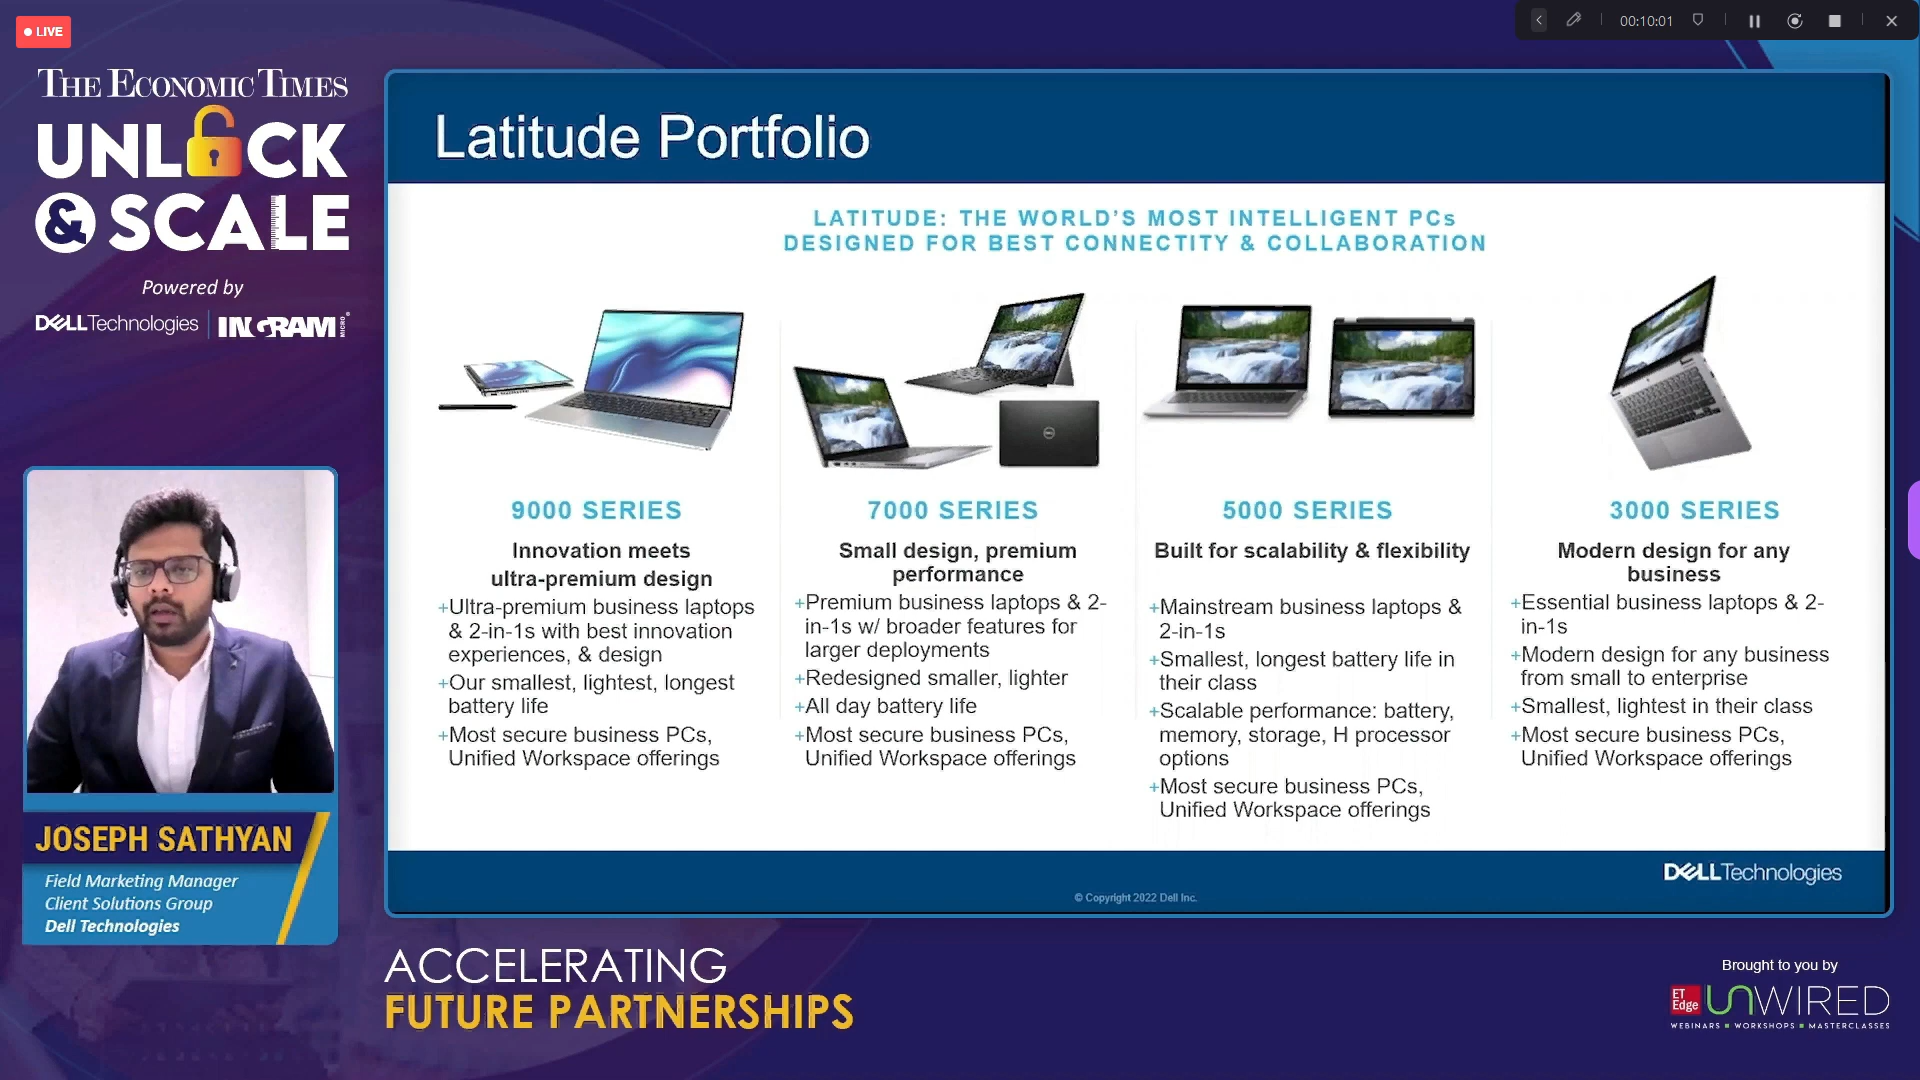 LIVE
00:10:01
THE ECONOMIC TIMES
UNLOCK
& SCALE
Powered by
DELLTechnologies
INGRAM MICRO
Latitude Portfolio
LATITUDE: THE WORLD'S MOST INTELLIGENT PCs
DESIGNED FOR BEST CONNECTITY & COLLABORATION
9000 SERIES
Innovation meets
ultra-premium design
+Ultra-premium business laptops
& 2-in-1s with best innovation
experiences, & design
+Our smallest, lightest, longest
battery life
+Most secure business PCs,
Unified Workspace offerings
7000 SERIES
Small design, premium
performance
+Premium business laptops & 2-
in-1s w/ broader features for
larger deployments
+Redesigned smaller, lighter
+All day battery life
+Most secure business PCs,
Unified Workspace offerings
5000 SERIES
Built for scalability & flexibility
+Mainstream business laptops &
2-in-1s
+Smallest, longest battery life in
their class
+Scalable performance: battery,
memory, storage, H processor
options
+Most secure business PCs,
Unified Workspace offerings
3000 SERIES
Modern design for any
business
+Essential business laptops & 2-
in-1s
+Modern design for any business
from small to enterprise
+Smallest, lightest in their class
+Most secure business PCs,
Unified Workspace offerings
DELLTechnologies
© Copyright 2022 Dell Inc.
JOSEPH SATHYAN
Field Marketing Manager
Client Solutions Group
Dell Technologies
ACCELERATING
FUTURE PARTNERSHIPS
Brought to you by
ET Edge UNWIRED
WEBINARS ▪ WORKSHOPS ▪ MASTERCLASSES